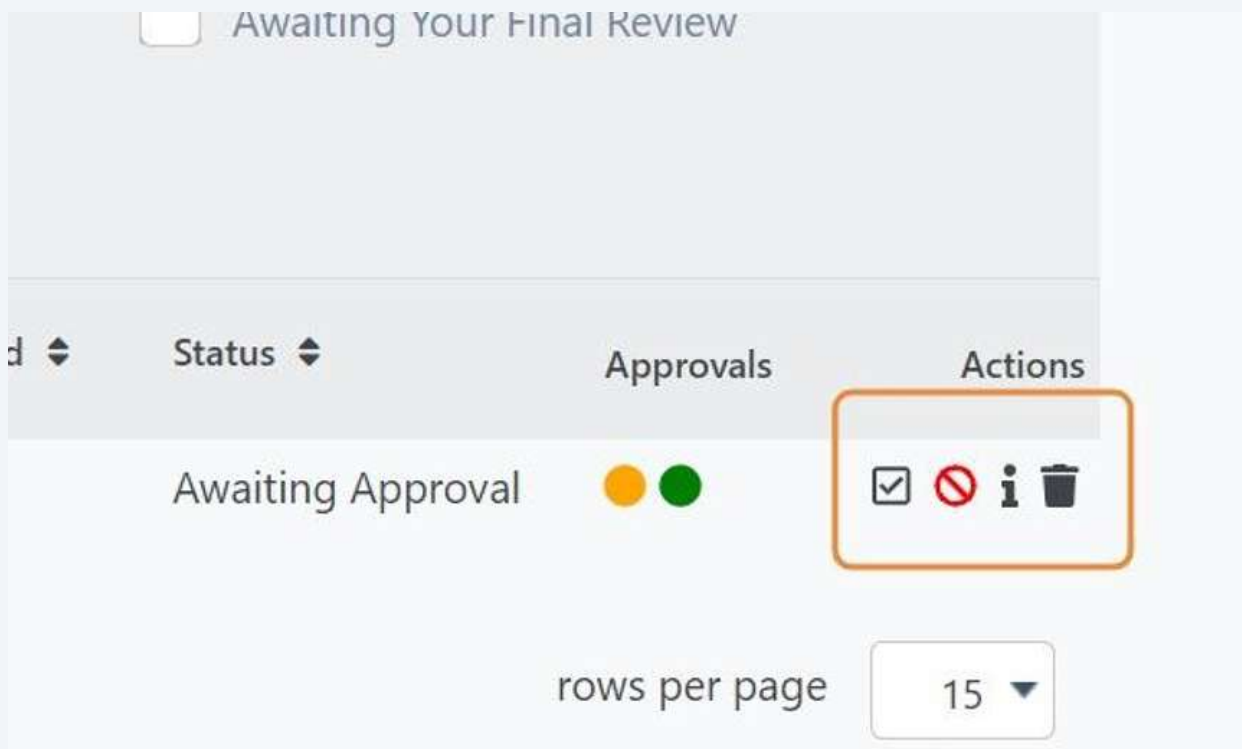 Awaiting Your Final Review
d Status Approvals Actions
Awaiting Approval
rows per page 15